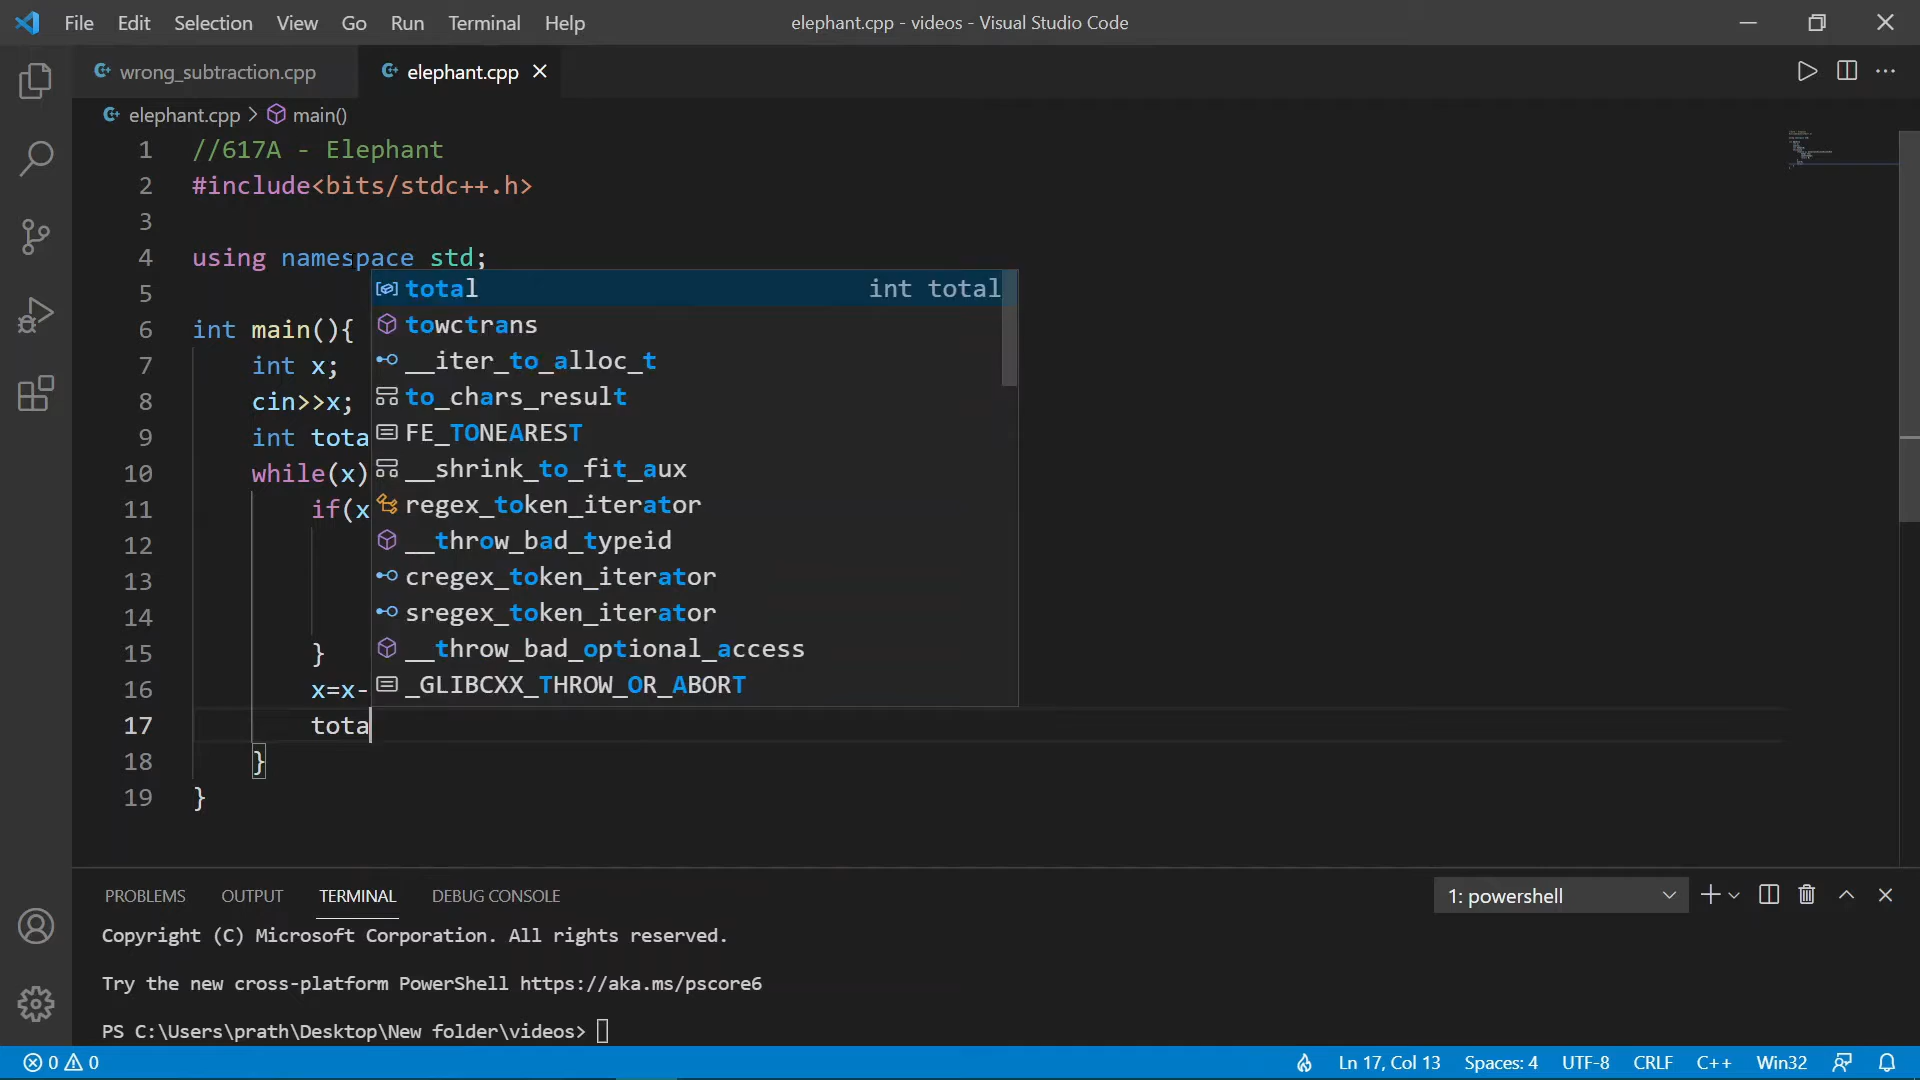 File Edit Selection View Go Run Terminal Help
elephant.cpp - videos - Visual Studio Code
wrong_subtraction.cpp
elephant.cpp
elephant.cpp > main()
1 //617A - Elephant
2 #include<bits/stdc++.h>
3
4 using namespace std;
5
6 int main(){
7 int x;
8 cin>>x;
9 int tota
10 while(x)
11 if(x
12
13
14
15 }
16 x=x-
17 tota
18 }
19 }
total int total
towctrans
__iter_to_alloc_t
to_chars_result
FE_TONEAREST
__shrink_to_fit_aux
regex_token_iterator
__throw_bad_typeid
cregex_token_iterator
sregex_token_iterator
__throw_bad_optional_access
_GLIBCXX_THROW_OR_ABORT
PROBLEMS OUTPUT TERMINAL DEBUG CONSOLE
1: powershell
Copyright (C) Microsoft Corporation. All rights reserved.
Try the new cross-platform PowerShell https://aka.ms/pscore6
PS C:\Users\prath\Desktop\New folder\videos>
0 0
Ln 17, Col 13 Spaces: 4 UTF-8 CRLF C++ Win32